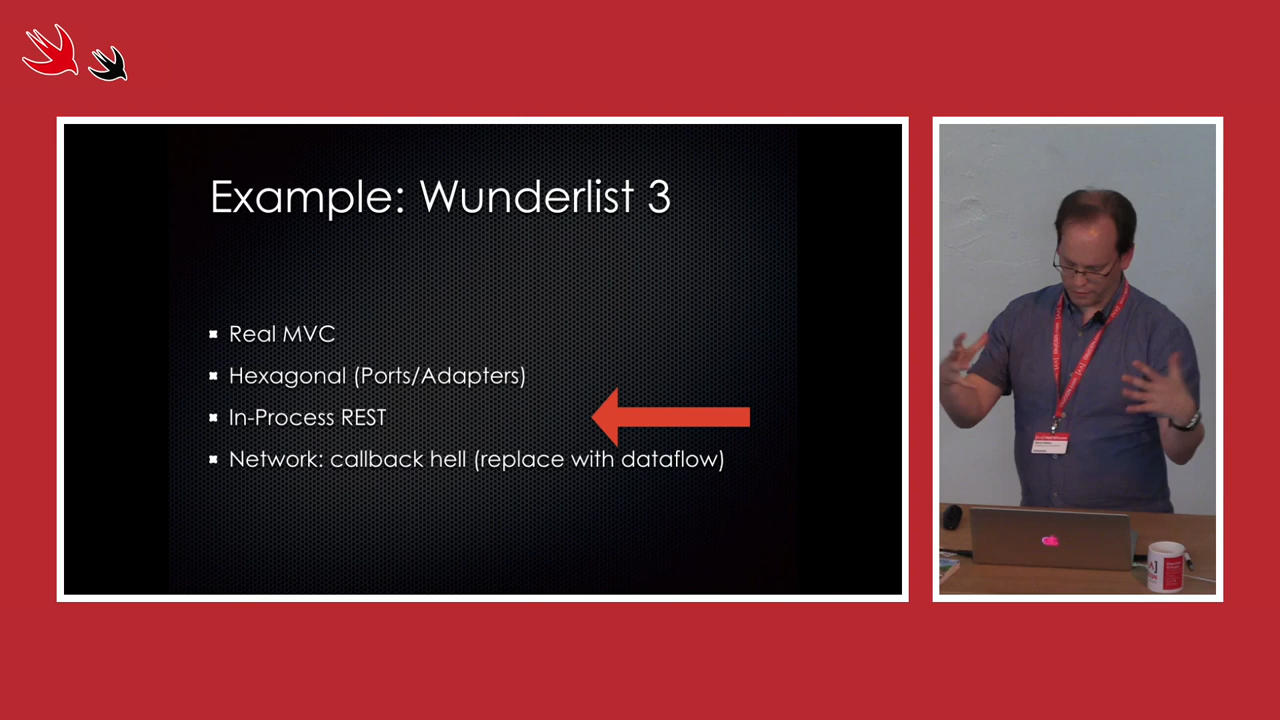 Example: Wunderlist 3
Real MVC
Hexagonal (Ports/Adapters)
In-Process REST
Network: callback hell (replace with dataflow)